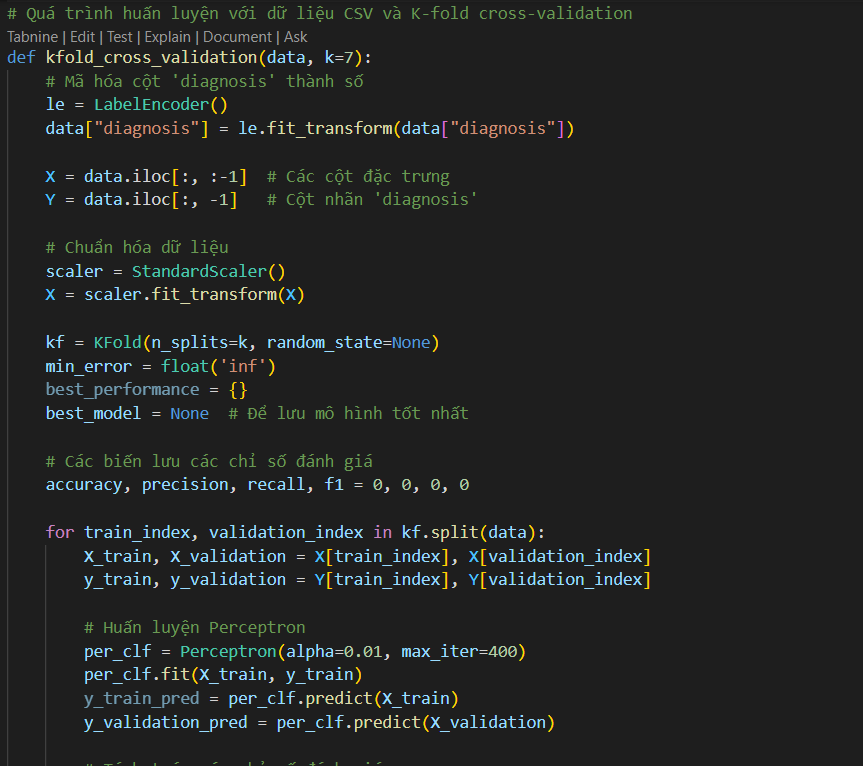 # Quá trình huấn luyện với dữ liệu CSV và K-fold cross-validation
Tabnine | Edit | Test | Explain | Document | Ask
def kfold_cross_validation(data, k=7):
    # Mã hóa cột 'diagnosis' thành số
    le = LabelEncoder()
    data["diagnosis"] = le.fit_transform(data["diagnosis"])

    X = data.iloc[:, :-1]  # Các cột đặc trưng
    Y = data.iloc[:, -1]   # Cột nhãn 'diagnosis'

    # Chuẩn hóa dữ liệu
    scaler = StandardScaler()
    X = scaler.fit_transform(X)

    kf = KFold(n_splits=k, random_state=None)
    min_error = float('inf')
    best_performance = {}
    best_model = None  # Để lưu mô hình tốt nhất

    # Các biến lưu các chỉ số đánh giá
    accuracy, precision, recall, f1 = 0, 0, 0, 0

    for train_index, validation_index in kf.split(data):
        X_train, X_validation = X[train_index], X[validation_index]
        y_train, y_validation = Y[train_index], Y[validation_index]

        # Huấn luyện Perceptron
        per_clf = Perceptron(alpha=0.01, max_iter=400)
        per_clf.fit(X_train, y_train)
        y_train_pred = per_clf.predict(X_train)
        y_validation_pred = per_clf.predict(X_validation)